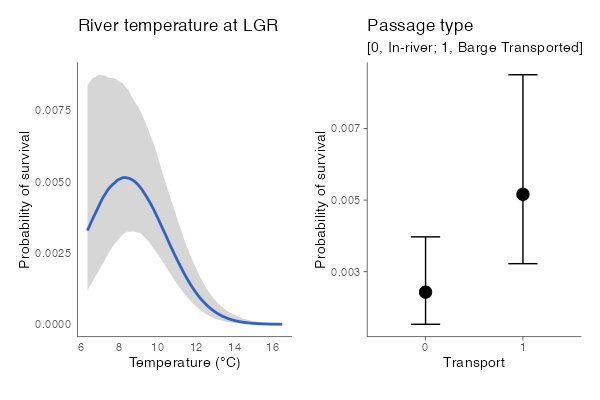 River temperature at LGR
Probability of survival
0.0075
0.0050
0.0025
0.0000
6 8 10 12 14 16
Temperature (°C)
Passage type
[0, In-river; 1, Barge Transported]
Probability of survival
0.007
0.005
0.003
0 1
Transport